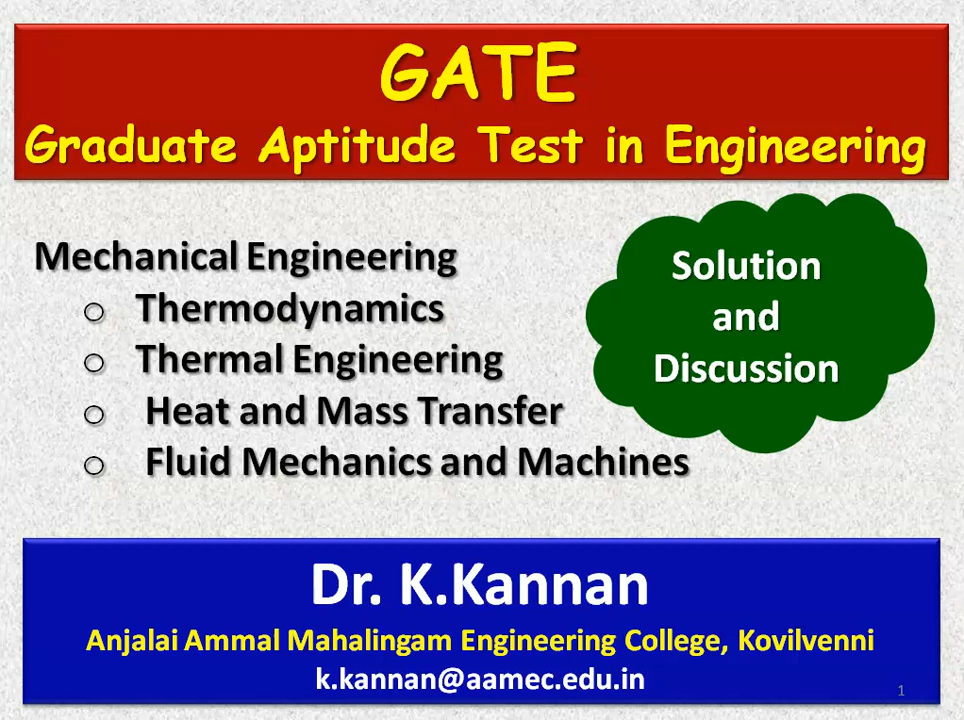 GATE
Graduate Aptitude Test in Engineering
Mechanical Engineering
o Thermodynamics
o Thermal Engineering
o Heat and Mass Transfer
o Fluid Mechanics and Machines
Solution
and
Discussion
Dr. K.Kannan
Anjalai Ammal Mahalingam Engineering College, Kovilvenni
k.kannan@aamec.edu.in
1